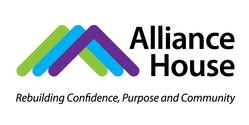 Alliance
House
Rebuilding Confidence, Purpose and Community